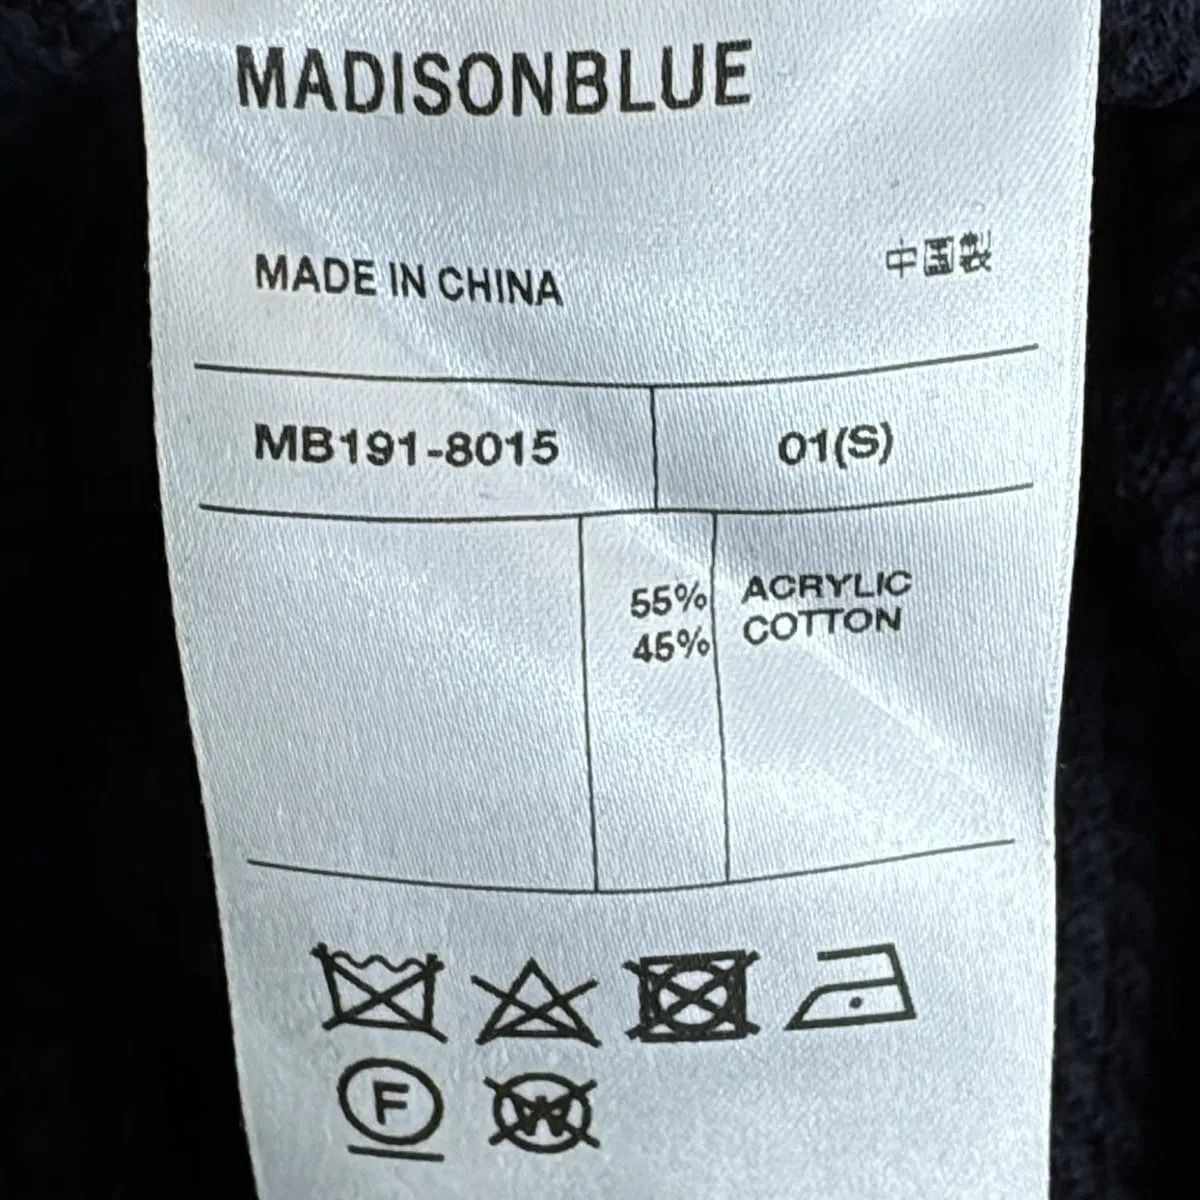 MADISONBLUE
MADE IN CHINA 中国製
MB191-8015 01(S)
55% ACRYLIC
45% COTTON
F W